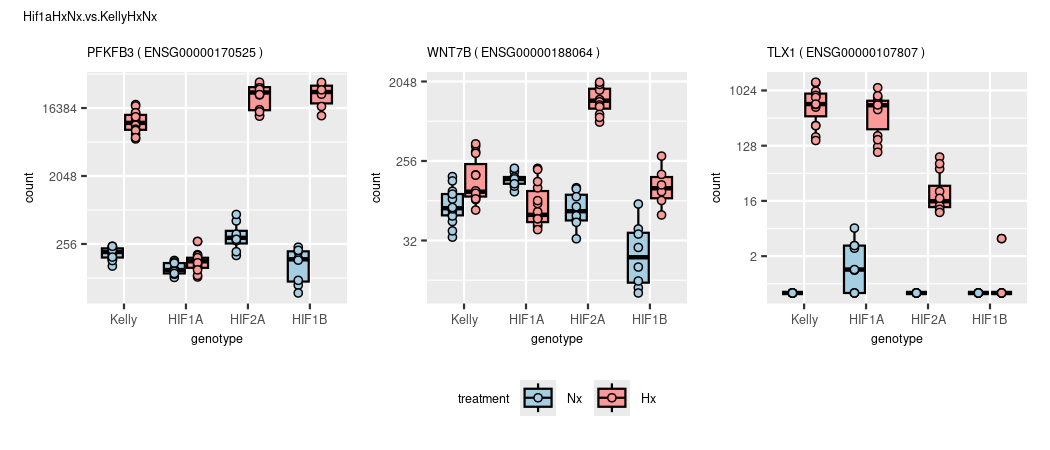 Hif1aHxNx.vs.KellyHxNx
PFKFB3 ( ENSG00000170525 )
count
16384
2048
256
Kelly HIF1A HIF2A HIF1B
genotype
WNT7B ( ENSG00000188064 )
count
2048
256
32
Kelly HIF1A HIF2A HIF1B
genotype
TLX1 ( ENSG00000107807 )
count
1024
128
16
2
Kelly HIF1A HIF2A HIF1B
genotype
treatment Nx Hx